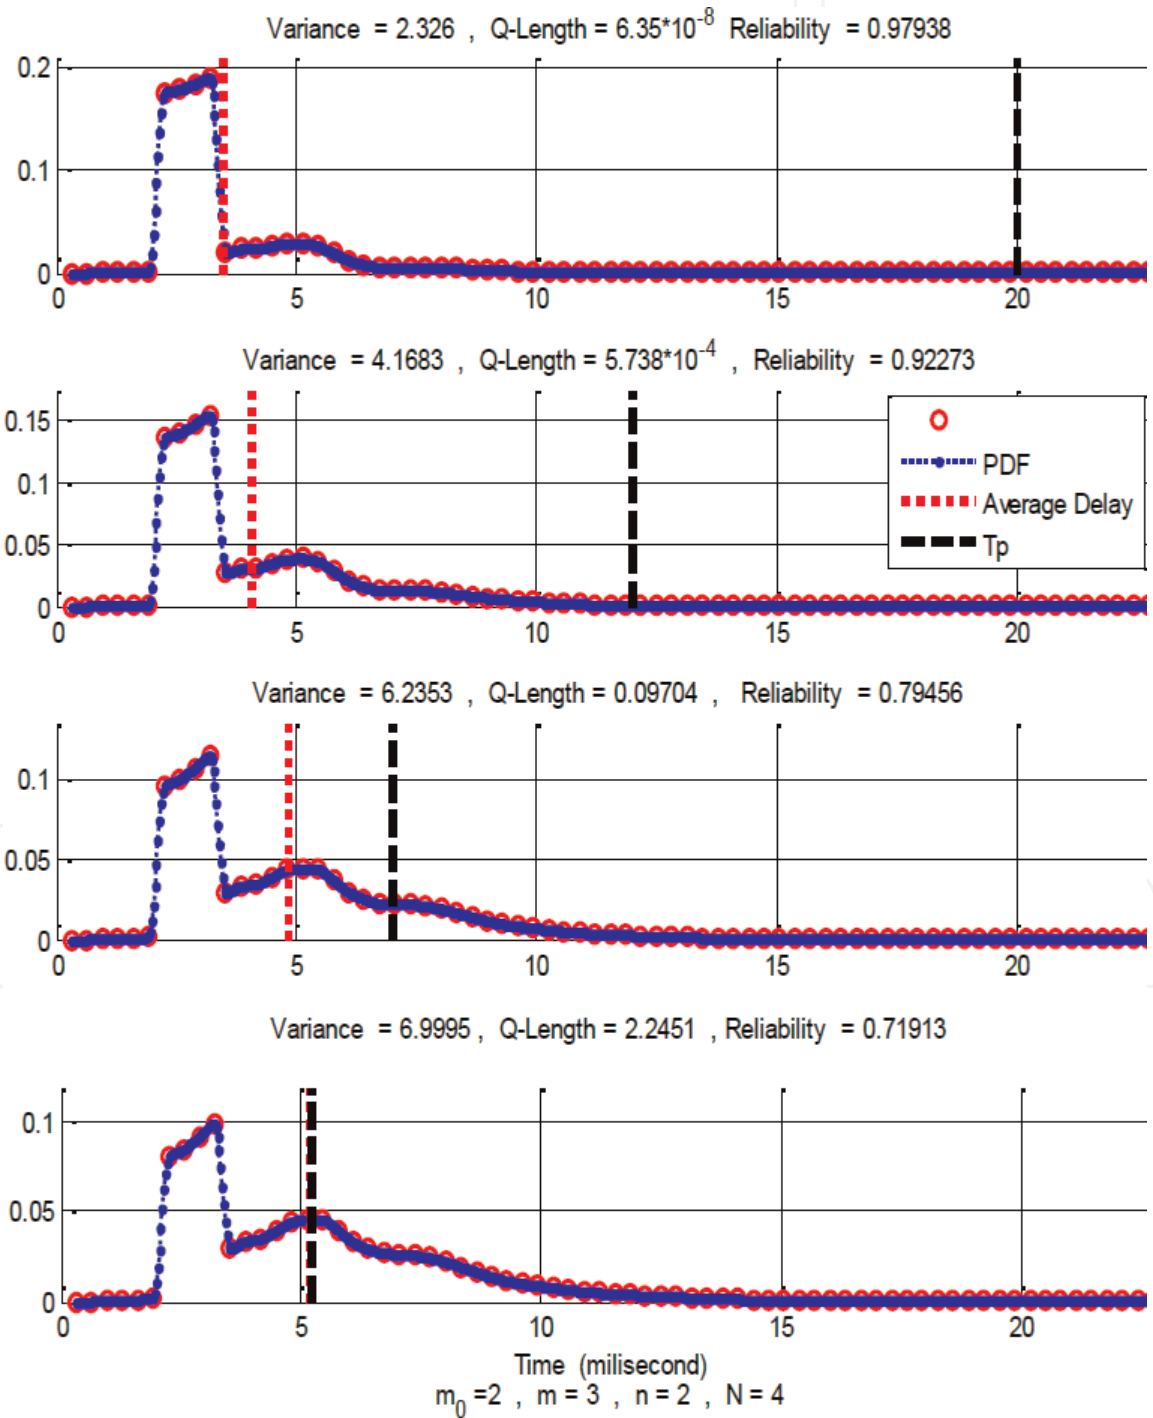 Variance = 2.326 , Q-Length = 6.35*10^-8 Reliability = 0.97938
0.2
0.1
0
0 5 10 15 20
Variance = 4.1683 , Q-Length = 5.738*10^-4 , Reliability = 0.92273
0.15
0.1
0.05
0
PDF
Average Delay
Tp
0 5 10 15 20
Variance = 6.2353 , Q-Length = 0.09704 , Reliability = 0.79456
0.1
0.05
0
0 5 10 15 20
Variance = 6.9995 , Q-Length = 2.2451 , Reliability = 0.71913
0.1
0.05
0
0 5 10 15 20
Time (milisecond)
m0 =2 , m = 3 , n = 2 , N = 4